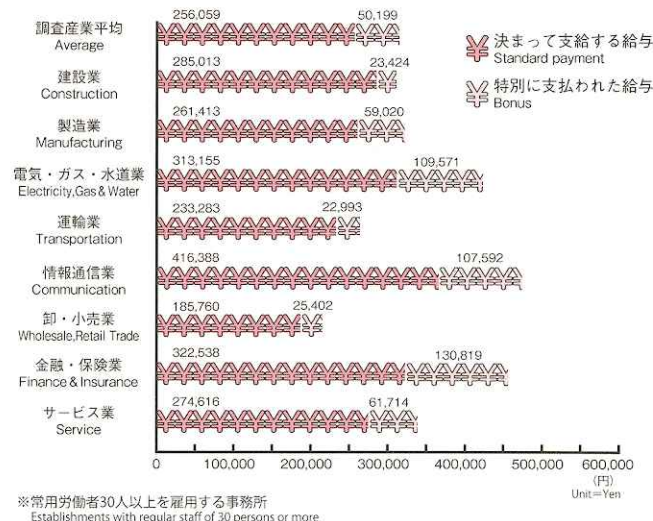 調査産業平均
Average
256,059 50,199
建設業
Construction
285,013 23,424
製造業
Manufacturing
261,413 59,020
電気・ガス・水道業
Electricity,Gas & Water
313,155 109,571
運輸業
Transportation
233,283 22,993
情報通信業
Communication
416,388 107,592
卸・小売業
Wholesale,Retail Trade
185,760 25,402
金融・保険業
Finance & Insurance
322,538 130,819
サービス業
Service
274,616 61,714
決まって支給する給与
Standard payment
特別に支払われた給与
Bonus
0 100,000 200,000 300,000 400,000 500,000 600,000
(円)
Unit=Yen
※常用労働者30人以上を雇用する事務所
Establishments with regular staff of 30 persons or more